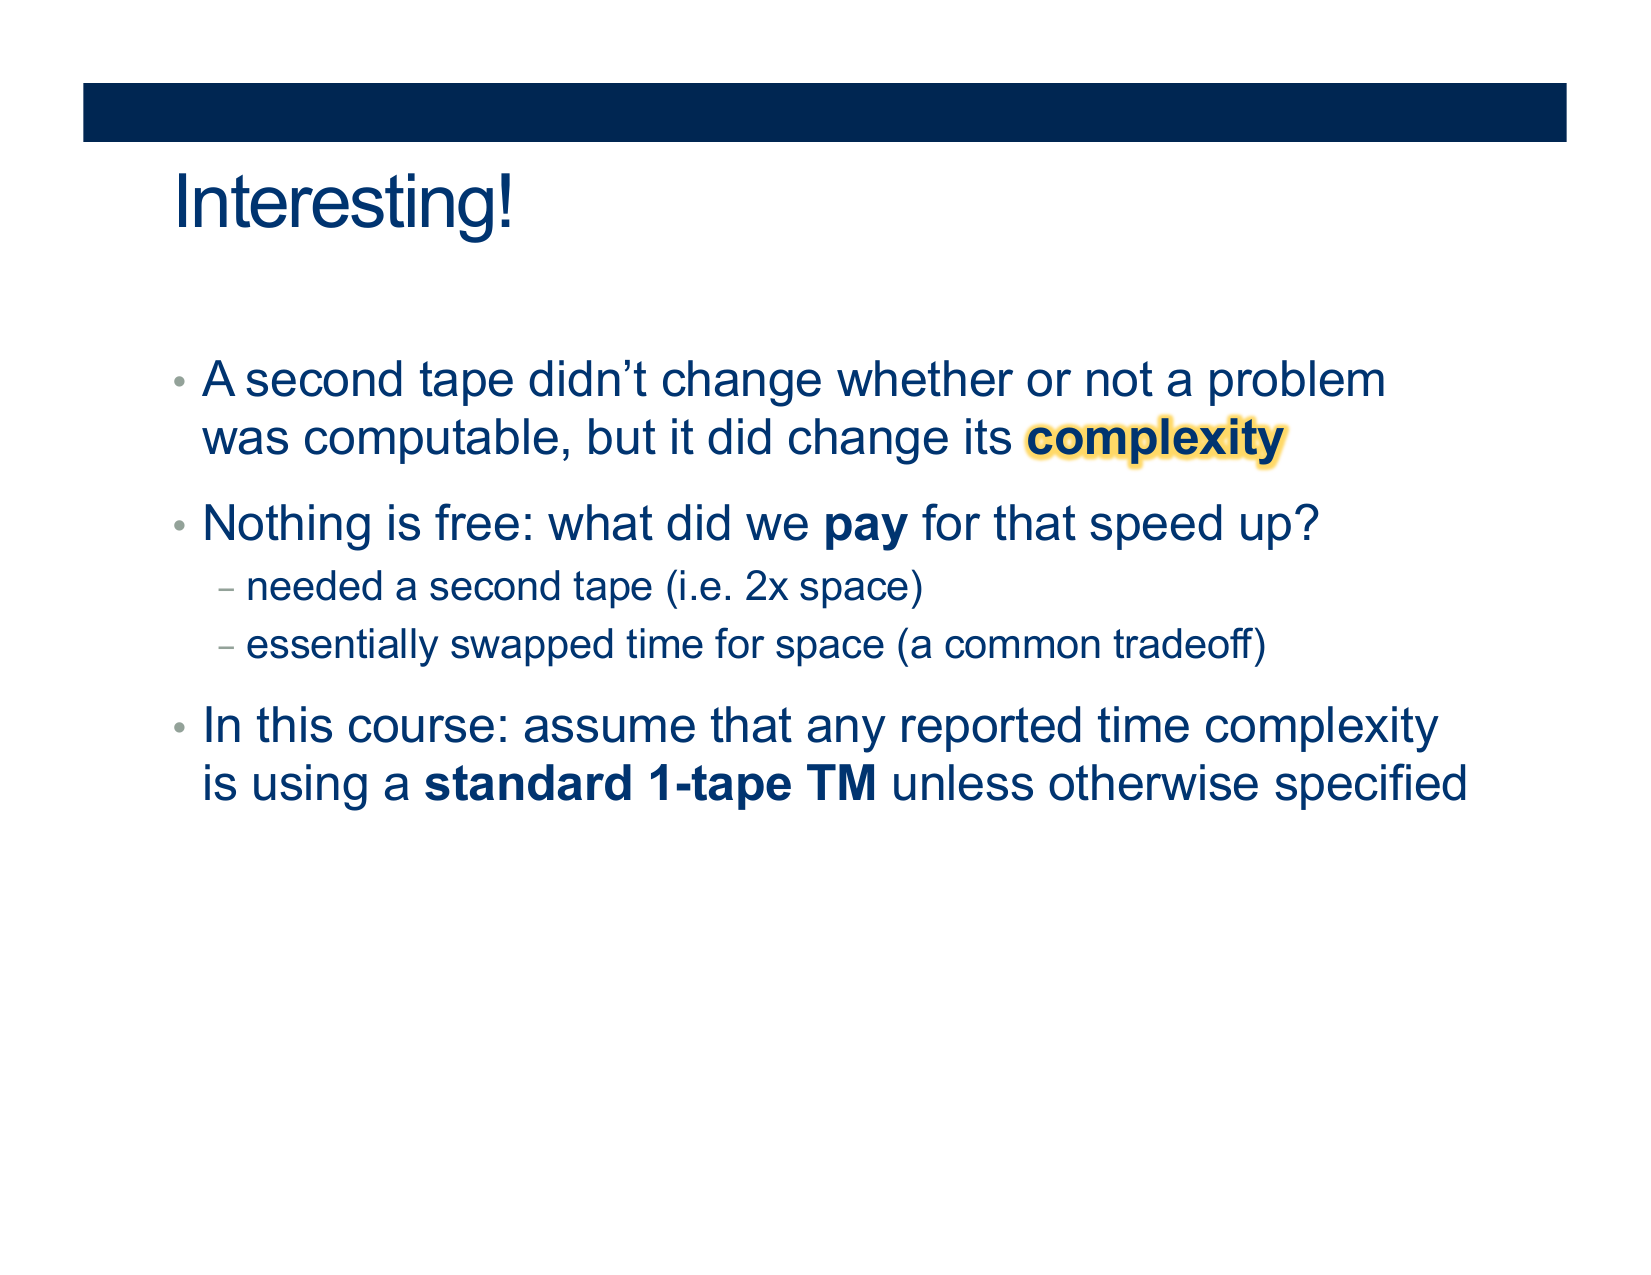 Interesting!
• A second tape didn’t change whether or not a problem
was computable, but it did change its complexity
• Nothing is free: what did we pay for that speed up?
– needed a second tape (i.e. 2x space)
– essentially swapped time for space (a common tradeoff)
• In this course: assume that any reported time complexity
is using a standard 1-tape TM unless otherwise specified